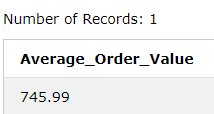 Number of Records: 1
Average_Order_Value
745.99